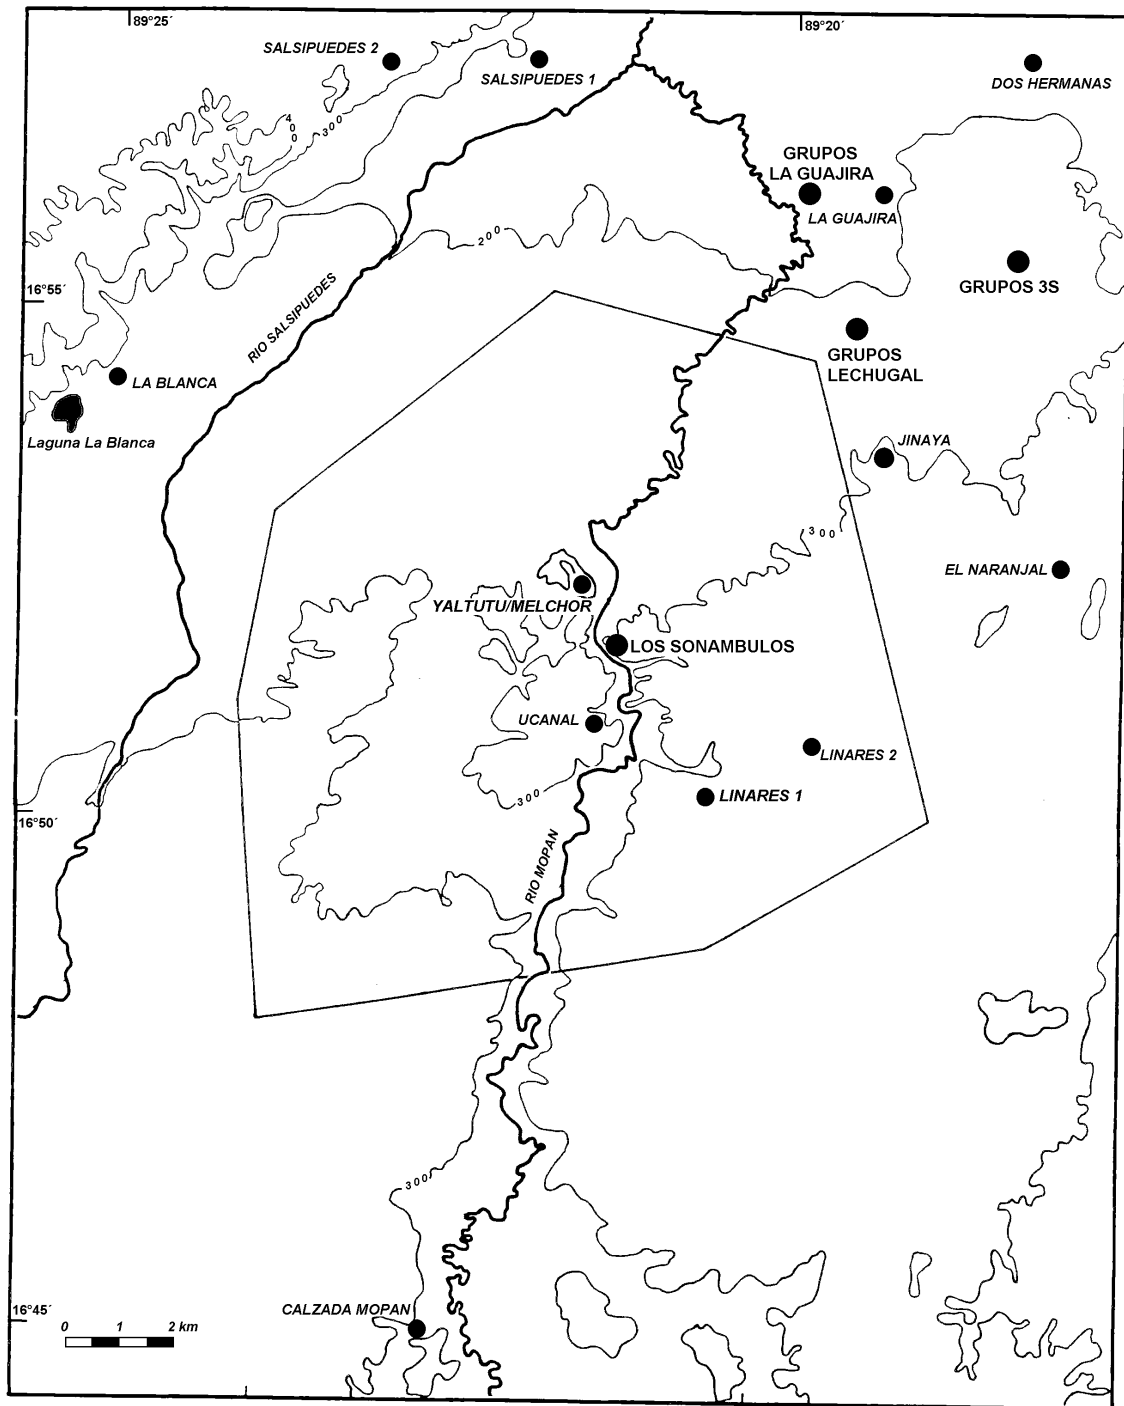 89°25´
89°20´
SALSIPUEDES 2
SALSIPUEDES 1
DOS HERMANAS
400
300
GRUPOS
LA GUAJIRA
LA GUAJIRA
200
16°55´
RIO SALSIPUEDES
GRUPOS 3S
GRUPOS
LECHUGAL
LA BLANCA
Laguna La Blanca
JINAYA
300
EL NARANJAL
YALTUTU/MELCHOR
LOS SONAMBULOS
UCANAL
LINARES 2
300
LINARES 1
16°50´
RIO MOPAN
300
CALZADA MOPAN
16°45´
0 1 2 km